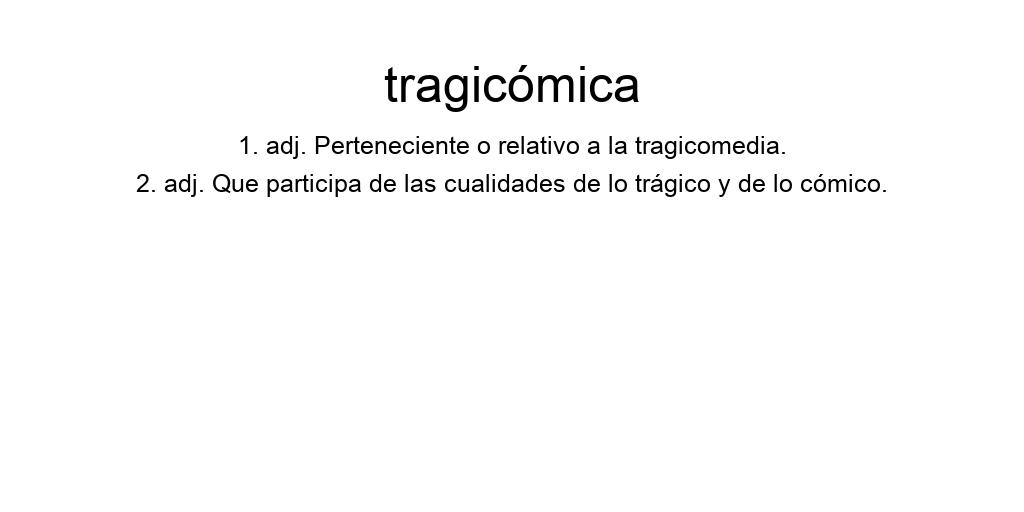 tragicómica
1. adj. Perteneciente o relativo a la tragicomedia.
2. adj. Que participa de las cualidades de lo trágico y de lo cómico.